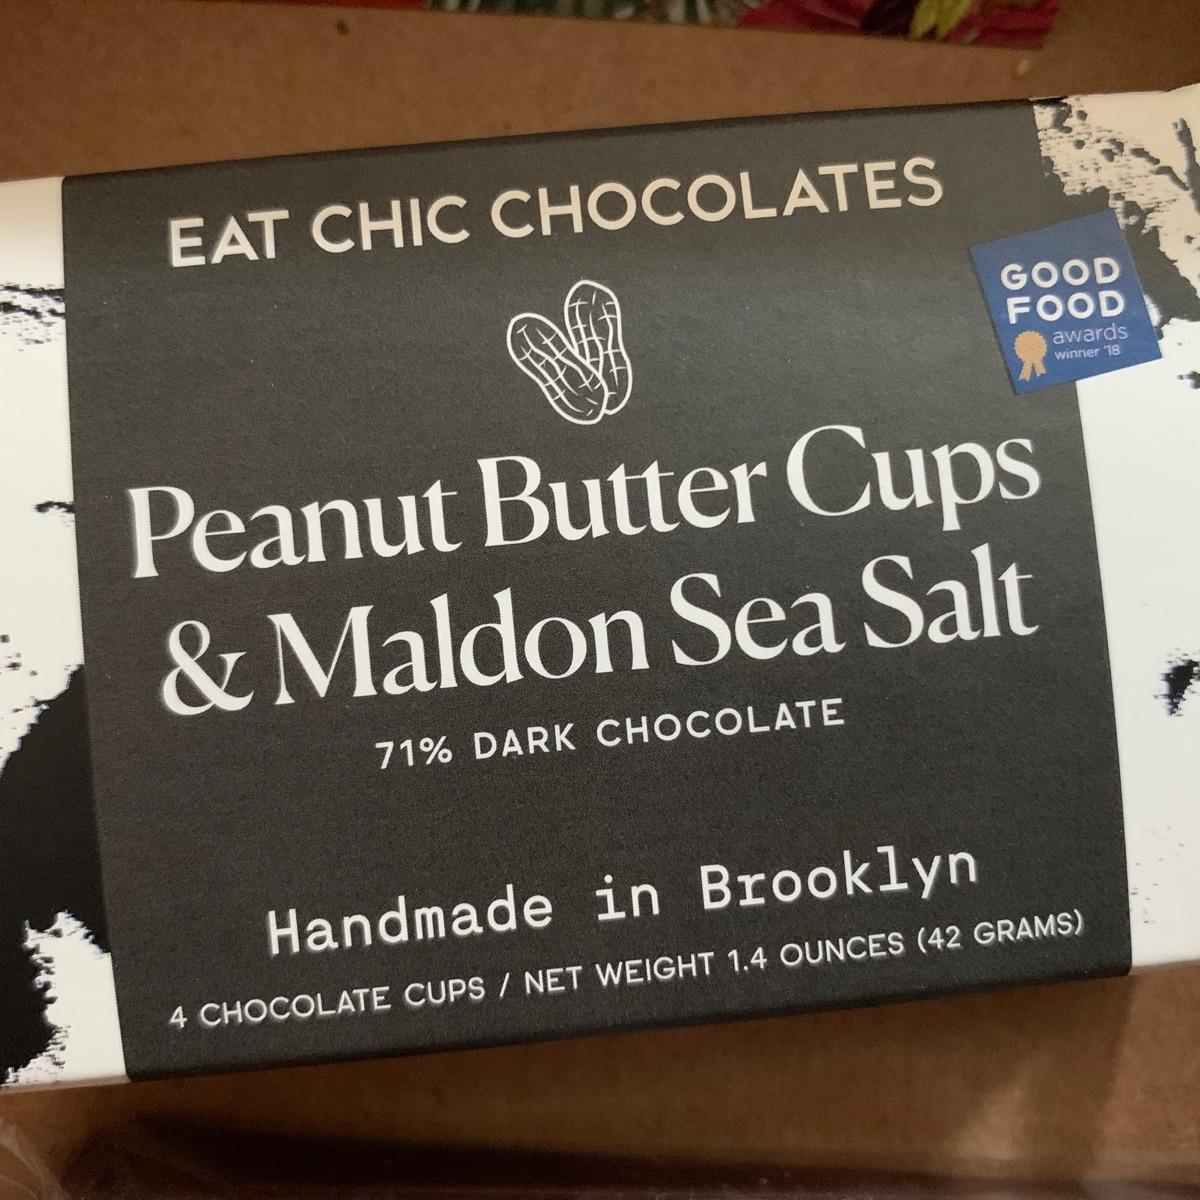 EAT CHIC CHOCOLATES
GOOD
FOOD
awards
winner '18
Peanut Butter Cups
& Maldon Sea Salt
71% DARK CHOCOLATE
Handmade in Brooklyn
4 CHOCOLATE CUPS / NET WEIGHT 1.4 OUNCES (42 GRAMS)